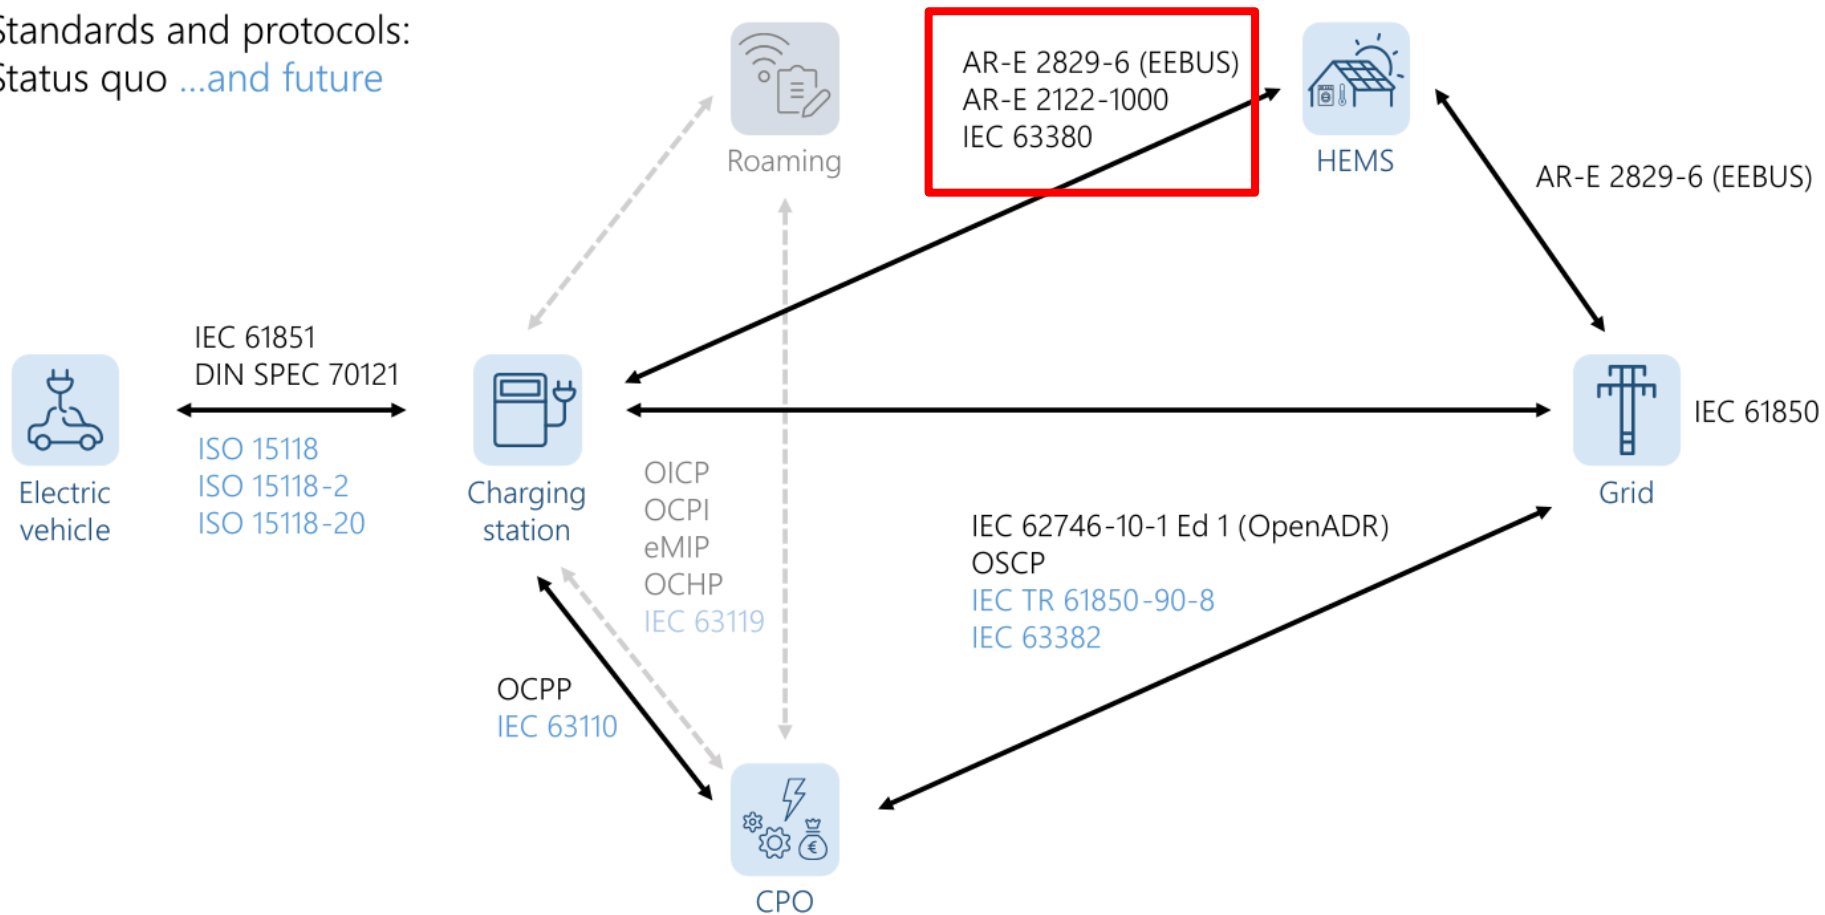 Standards and protocols:
Status quo ...and future
Roaming
AR-E 2829-6 (EEBUS)
AR-E 2122-1000
IEC 63380
HEMS
AR-E 2829-6 (EEBUS)
IEC 61851
DIN SPEC 70121
ISO 15118
ISO 15118-2
ISO 15118-20
Electric
vehicle
Charging
station
OICP
OCPI
eMIP
OCHP
IEC 63119
IEC 61850
Grid
IEC 62746-10-1 Ed 1 (OpenADR)
OSCP
IEC TR 61850-90-8
IEC 63382
OCPP
IEC 63110
€
CPO